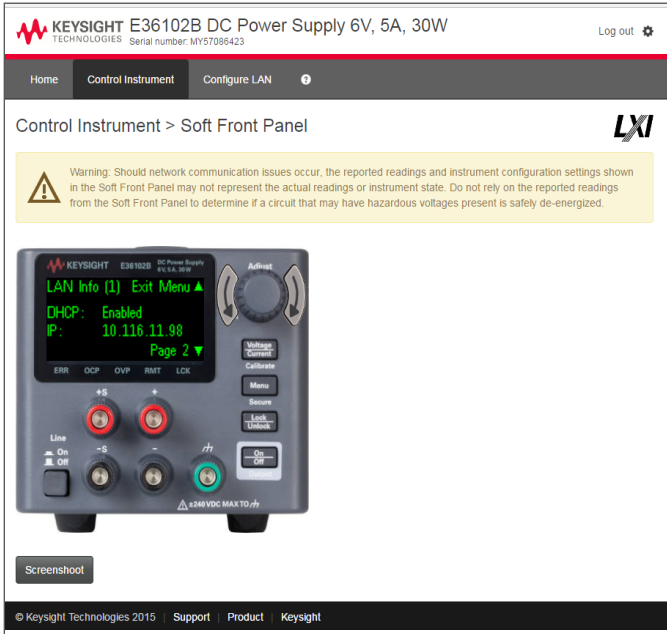 KEYSIGHT TECHNOLOGIES E36102B DC Power Supply 6V, 5A, 30W
Serial number: MY57086423
Log out
Home Control Instrument Configure LAN ?
Control Instrument > Soft Front Panel
LXI
Warning: Should network communication issues occur, the reported readings and instrument configuration settings shown
in the Soft Front Panel may not represent the actual readings or instrument state. Do not rely on the reported readings
from the Soft Front Panel to determine if a circuit that may have hazardous voltages present is safely de-energized.
KEYSIGHT E36102B DC Power Supply
6V, 5A, 30W
Adjust
LAN Info (1) Exit Menu ▲
DHCP: Enabled
IP: 10.116.11.98
Page 2 ▼
ERR OCP OVP RMT LCK
Voltage
Current
Calibrate
Menu
Secure
Lock
Unlock
On
Off
Output
+S +
Line
On
Off
-S -
±240 VDC MAX TO
Screenshoot
© Keysight Technologies 2015 | Support | Product | Keysight